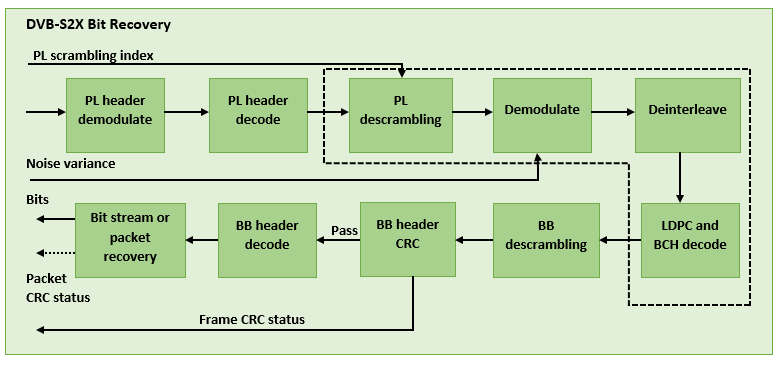 DVB-S2X Bit Recovery
PL scrambling index
PL header
demodulate
PL header
decode
PL
descrambling
Demodulate
Deinterleave
Noise variance
Bits
Bit stream or
packet
recovery
BB header
decode
Pass
BB header
CRC
BB
descrambling
LDPC and
BCH decode
Packet
CRC status
Frame CRC status